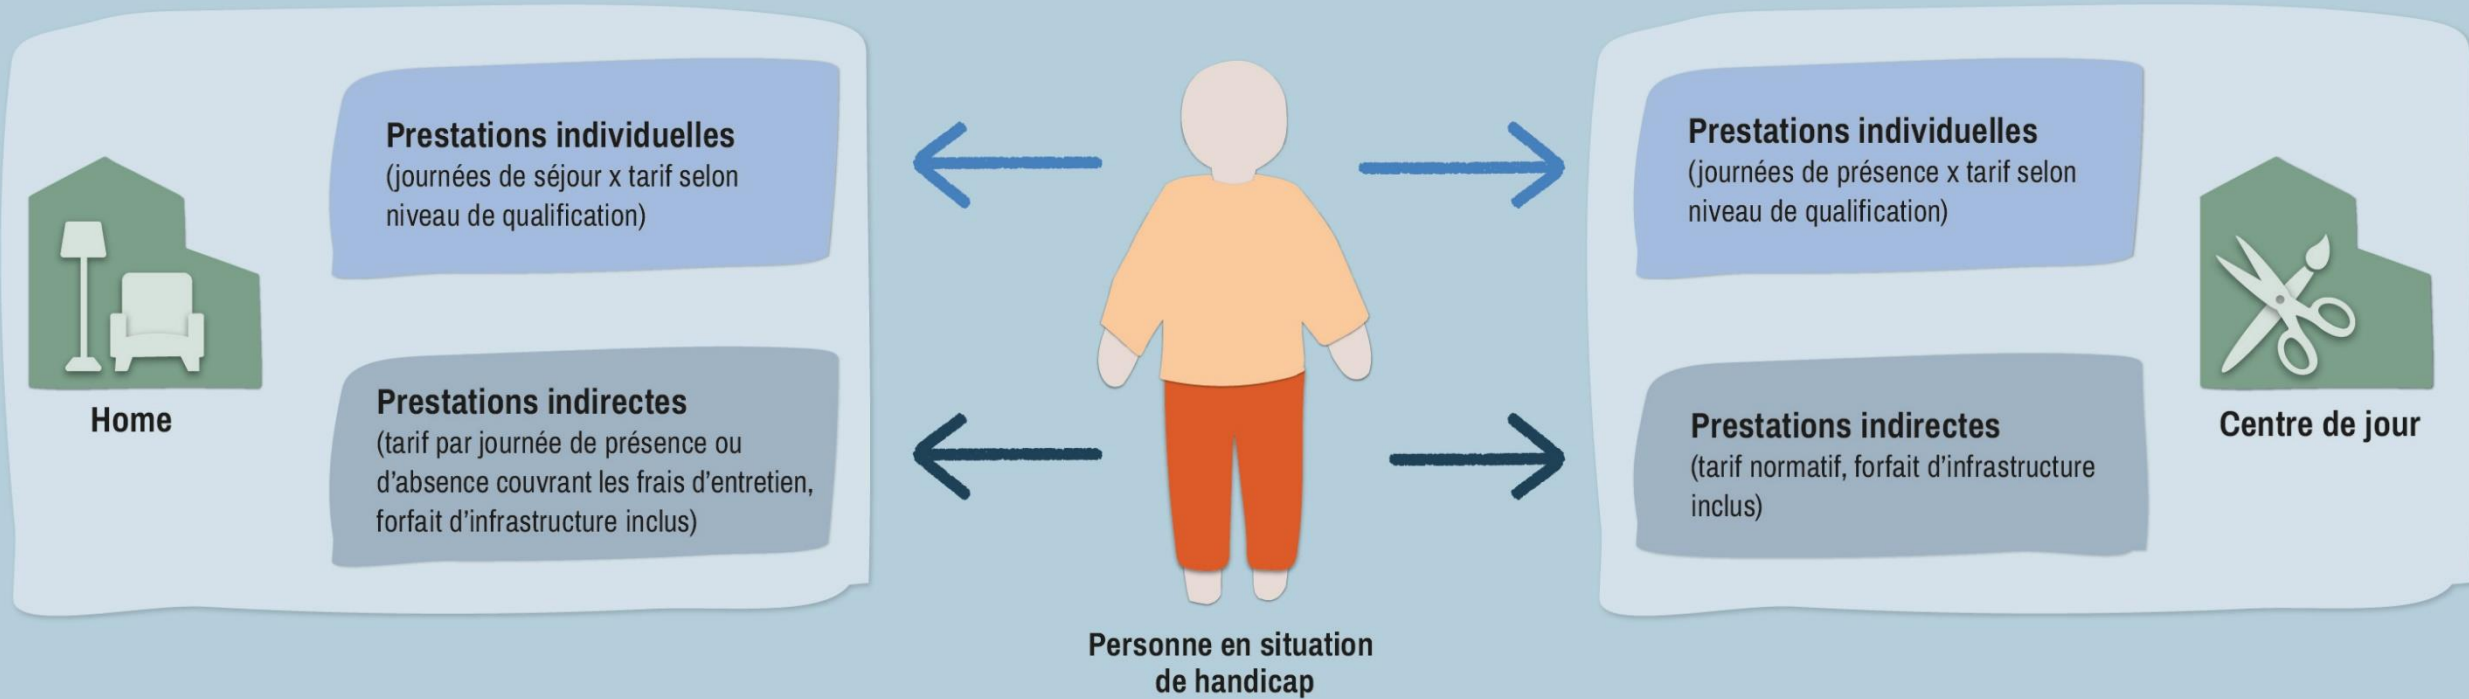 Prestations individuelles
(journées de séjour x tarif selon
niveau de qualification)
Prestations indirectes
(tarif par journée de présence ou
d’absence couvrant les frais d’entretien,
forfait d’infrastructure inclus)
Home
Personne en situation
de handicap
Prestations individuelles
(journées de présence x tarif selon
niveau de qualification)
Prestations indirectes
(tarif normatif, forfait d’infrastructure
inclus)
Centre de jour